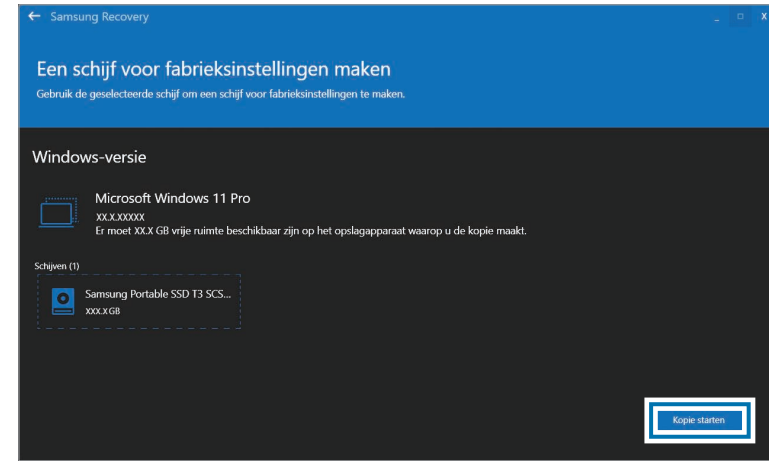 Samsung Recovery
Een schijf voor fabrieksinstellingen maken
Gebruik de geselecteerde schijf om een schijf voor fabrieksinstellingen te maken.
Windows-versie
Microsoft Windows 11 Pro
XX.X.XXXXX
Er moet XX.X GB vrije ruimte beschikbaar zijn op het opslagapparaat waarop u de kopie maakt.
Schijven (1)
Samsung Portable SSD T3 SCS...
XXX.X GB
Kopie starten